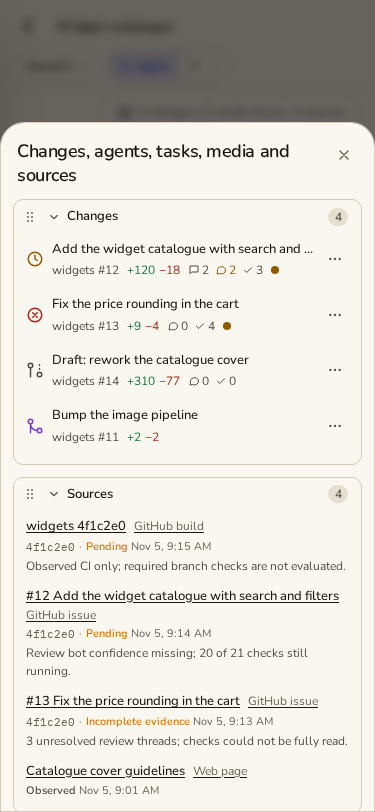 Changes, agents, tasks, media and
sources
Changes 4
Add the widget catalogue with search and ...
widgets #12 +120 −18 2 2 3
Fix the price rounding in the cart
widgets #13 +9 −4 0 4
Draft: rework the catalogue cover
widgets #14 +310 −77 0 0
Bump the image pipeline
widgets #11 +2 −2
Sources 4
widgets 4f1c2e0 GitHub build
4f1c2e0 · Pending Nov 5, 9:15 AM
Observed CI only; required branch checks are not evaluated.
#12 Add the widget catalogue with search and filters
GitHub issue
4f1c2e0 · Pending Nov 5, 9:14 AM
Review bot confidence missing; 20 of 21 checks still
running.
#13 Fix the price rounding in the cart GitHub issue
4f1c2e0 · Incomplete evidence Nov 5, 9:13 AM
3 unresolved review threads; checks could not be fully read.
Catalogue cover guidelines Web page
Observed Nov 5, 9:01 AM